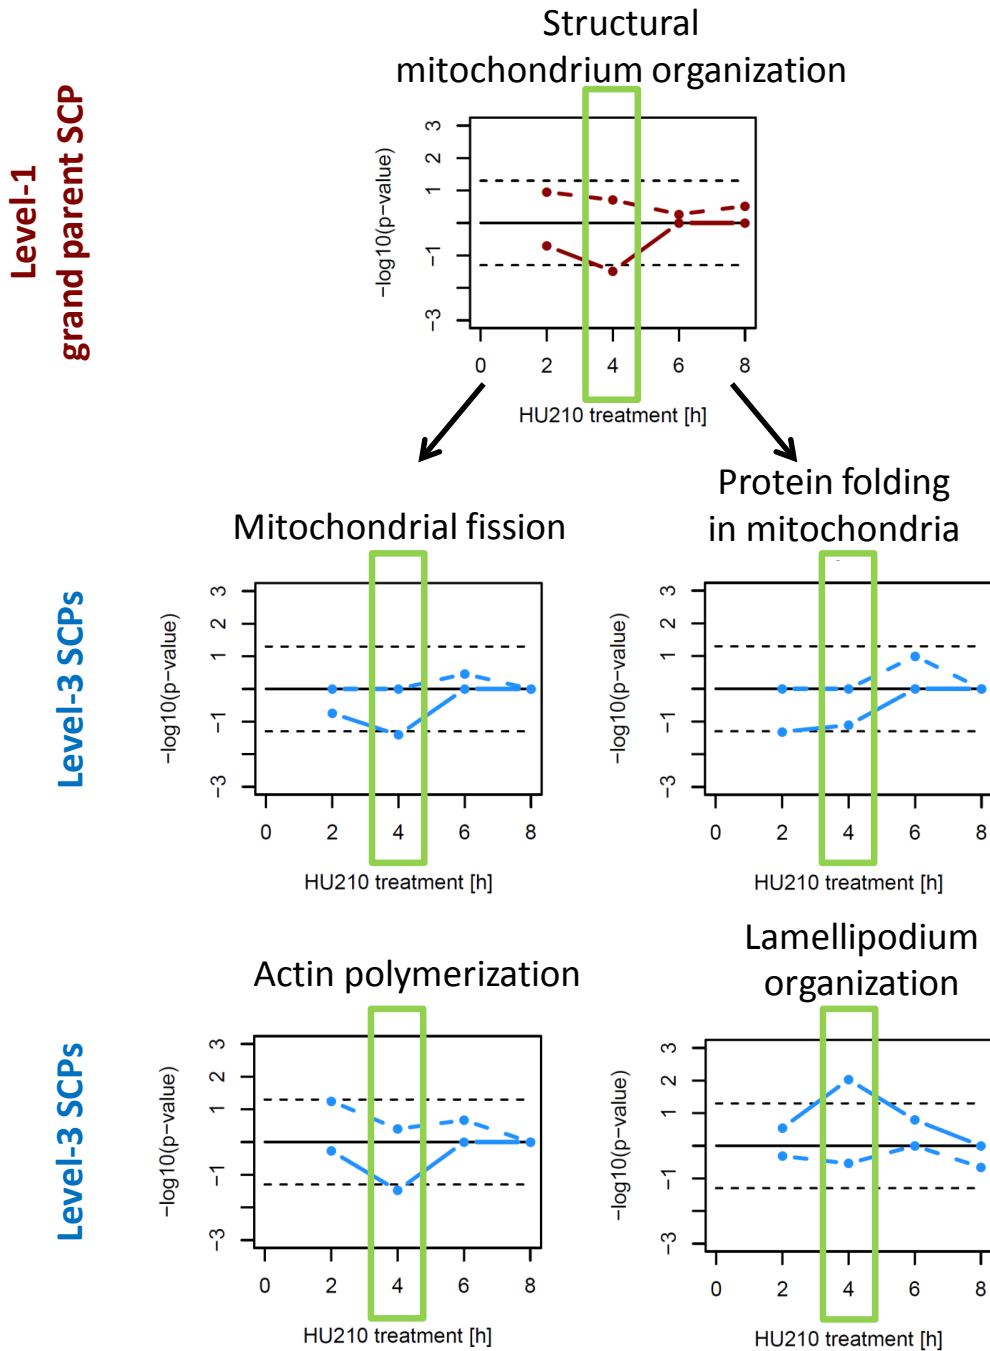 Structural
mitochondrium organization
Level-1
grand parent SCP
−log10(p−value)
3
2
1
−1
−3
0 2 4 6 8
HU210 treatment [h]
Level-3 SCPs
Mitochondrial fission
−log10(p−value)
3
2
1
−1
−3
0 2 4 6 8
HU210 treatment [h]
Protein folding
in mitochondria
−log10(p−value)
3
2
1
−1
−3
0 2 4 6 8
HU210 treatment [h]
Level-3 SCPs
Actin polymerization
−log10(p−value)
3
2
1
−1
−3
0 2 4 6 8
HU210 treatment [h]
Lamellipodium
organization
−log10(p−value)
3
2
1
−1
−3
0 2 4 6 8
HU210 treatment [h]